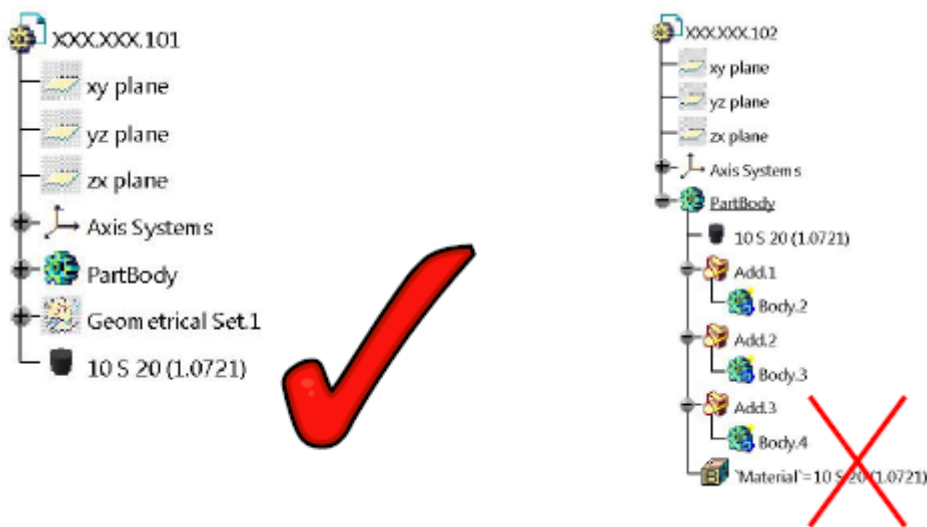 XXX.XXX.101
xy plane
yz plane
zx plane
Axis Systems
PartBody
Geometrical Set.1
10 S 20 (1.0721)
XXX.XXX.102
xy plane
yz plane
zx plane
Axis Systems
PartBody
10 S 20 (1.0721)
Add.1
Body.2
Add.2
Body.3
Add.3
Body.4
`Material`=10 S 20 (1.0721)